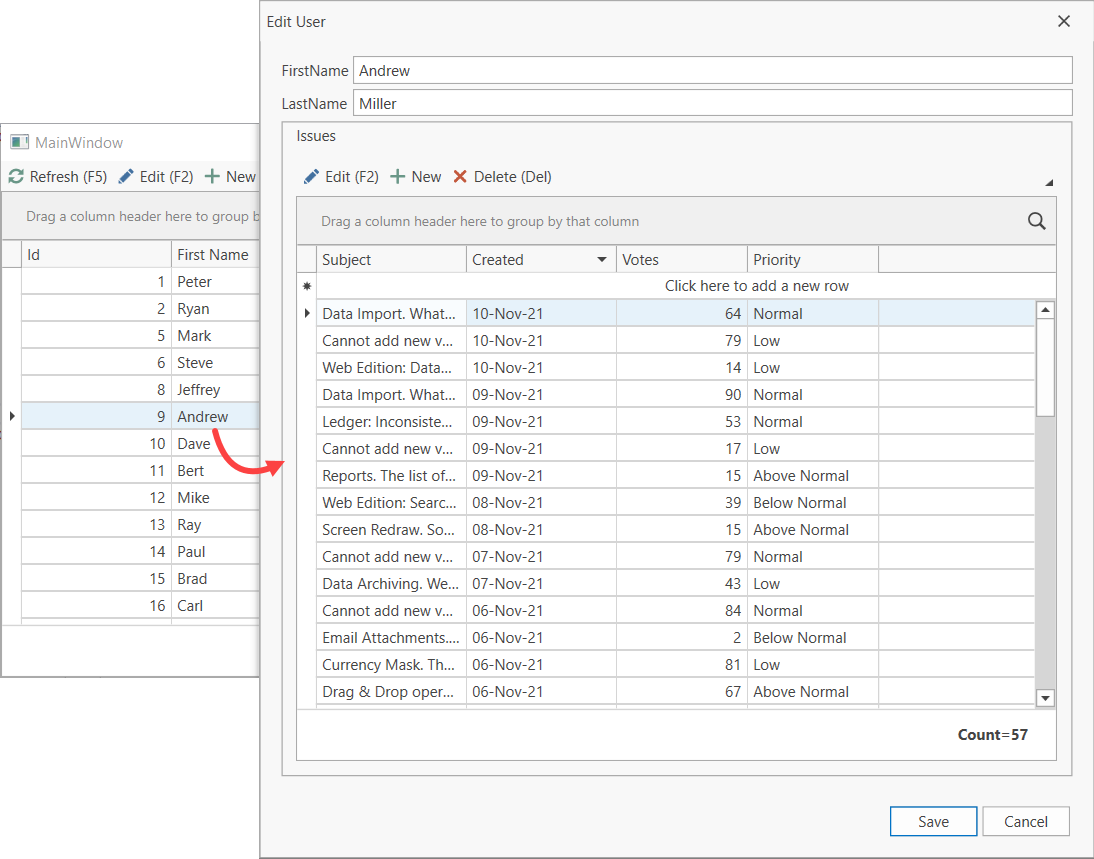 MainWindow
Refresh (F5) Edit (F2) New
Drag a column header here to group b
Id First Name
1 Peter
2 Ryan
5 Mark
6 Steve
8 Jeffrey
9 Andrew
10 Dave
11 Bert
12 Mike
13 Ray
14 Paul
15 Brad
16 Carl
Edit User
FirstName Andrew
LastName Miller
Issues
Edit (F2) New Delete (Del)
Drag a column header here to group by that column
Subject Created Votes Priority
Click here to add a new row
Data Import. What... 10-Nov-21 64 Normal
Cannot add new v... 10-Nov-21 79 Low
Web Edition: Data... 10-Nov-21 14 Low
Data Import. What... 09-Nov-21 90 Normal
Ledger: Inconsiste... 09-Nov-21 53 Normal
Cannot add new v... 09-Nov-21 17 Low
Reports. The list of... 09-Nov-21 15 Above Normal
Web Edition: Searc... 08-Nov-21 39 Below Normal
Screen Redraw. So... 08-Nov-21 15 Above Normal
Cannot add new v... 07-Nov-21 79 Normal
Data Archiving. We... 07-Nov-21 43 Low
Cannot add new v... 06-Nov-21 84 Normal
Email Attachments.... 06-Nov-21 2 Below Normal
Currency Mask. Th... 06-Nov-21 81 Low
Drag & Drop oper... 06-Nov-21 67 Above Normal
Count=57
Save Cancel